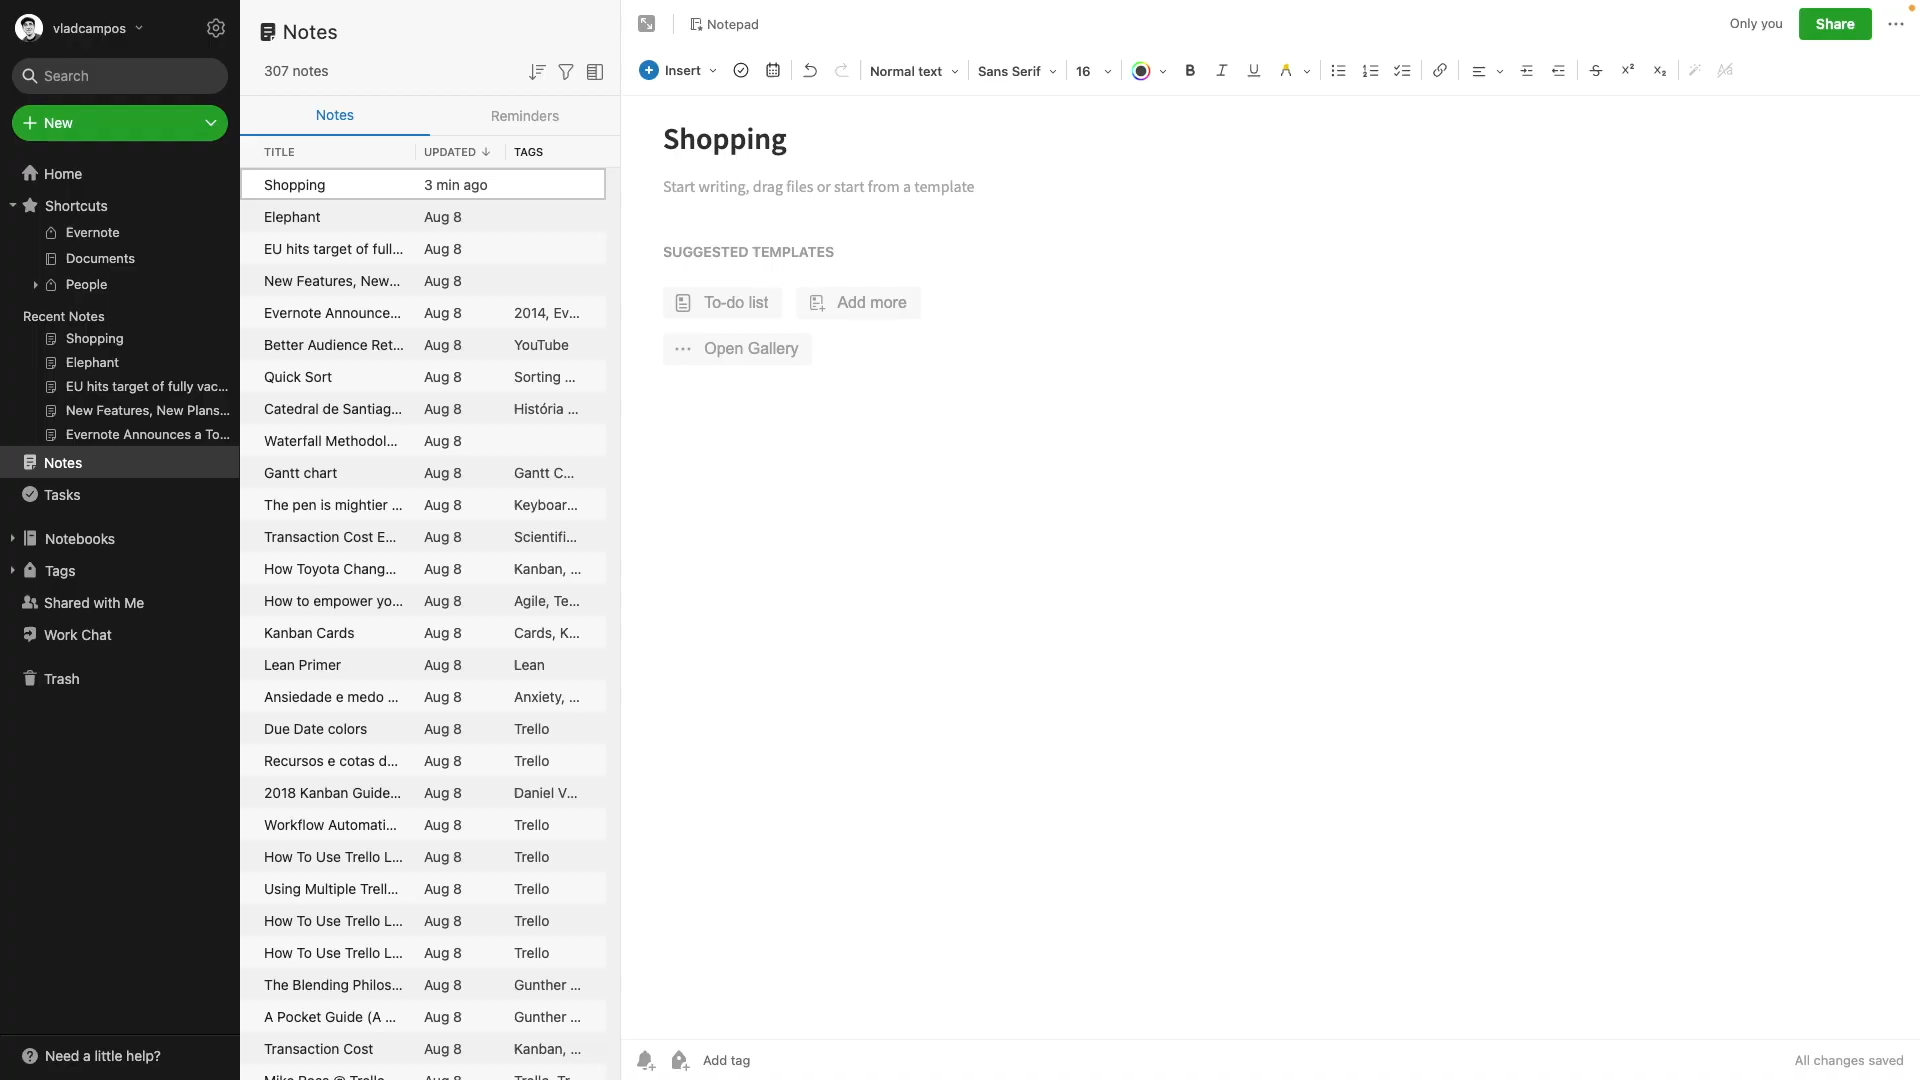 vladcampos
Search
New
Home
Shortcuts
Evernote
Documents
People
Recent Notes
Shopping
Elephant
EU hits target of fully vac...
New Features, New Plans...
Evernote Announces a To...
Notes
Tasks
Notebooks
Tags
Shared with Me
Work Chat
Trash
Need a little help?
Notes
307 notes
Notes Reminders
TITLE UPDATED TAGS
Shopping 3 min ago
Elephant Aug 8
EU hits target of full... Aug 8
New Features, New... Aug 8
Evernote Announce... Aug 8 2014, Ev...
Better Audience Ret... Aug 8 YouTube
Quick Sort Aug 8 Sorting ...
Catedral de Santiag... Aug 8 História ...
Waterfall Methodol... Aug 8
Gantt chart Aug 8 Gantt C...
The pen is mightier ... Aug 8 Keyboar...
Transaction Cost E... Aug 8 Scientifi...
How Toyota Chang... Aug 8 Kanban, ...
How to empower yo... Aug 8 Agile, Te...
Kanban Cards Aug 8 Cards, K...
Lean Primer Aug 8 Lean
Ansiedade e medo ... Aug 8 Anxiety, ...
Due Date colors Aug 8 Trello
Recursos e cotas d... Aug 8 Trello
2018 Kanban Guide... Aug 8 Daniel V...
Workflow Automati... Aug 8 Trello
How To Use Trello L... Aug 8 Trello
Using Multiple Trell... Aug 8 Trello
How To Use Trello L... Aug 8 Trello
How To Use Trello L... Aug 8 Trello
The Blending Philos... Aug 8 Gunther ...
A Pocket Guide (A ... Aug 8 Gunther ...
Transaction Cost Aug 8 Kanban, ...
Notepad
Only you Share
Insert Normal text Sans Serif 16 B I U A S x² x₂ Aa
Shopping
Start writing, drag files or start from a template
SUGGESTED TEMPLATES
To-do list Add more
Open Gallery
Add tag
All changes saved